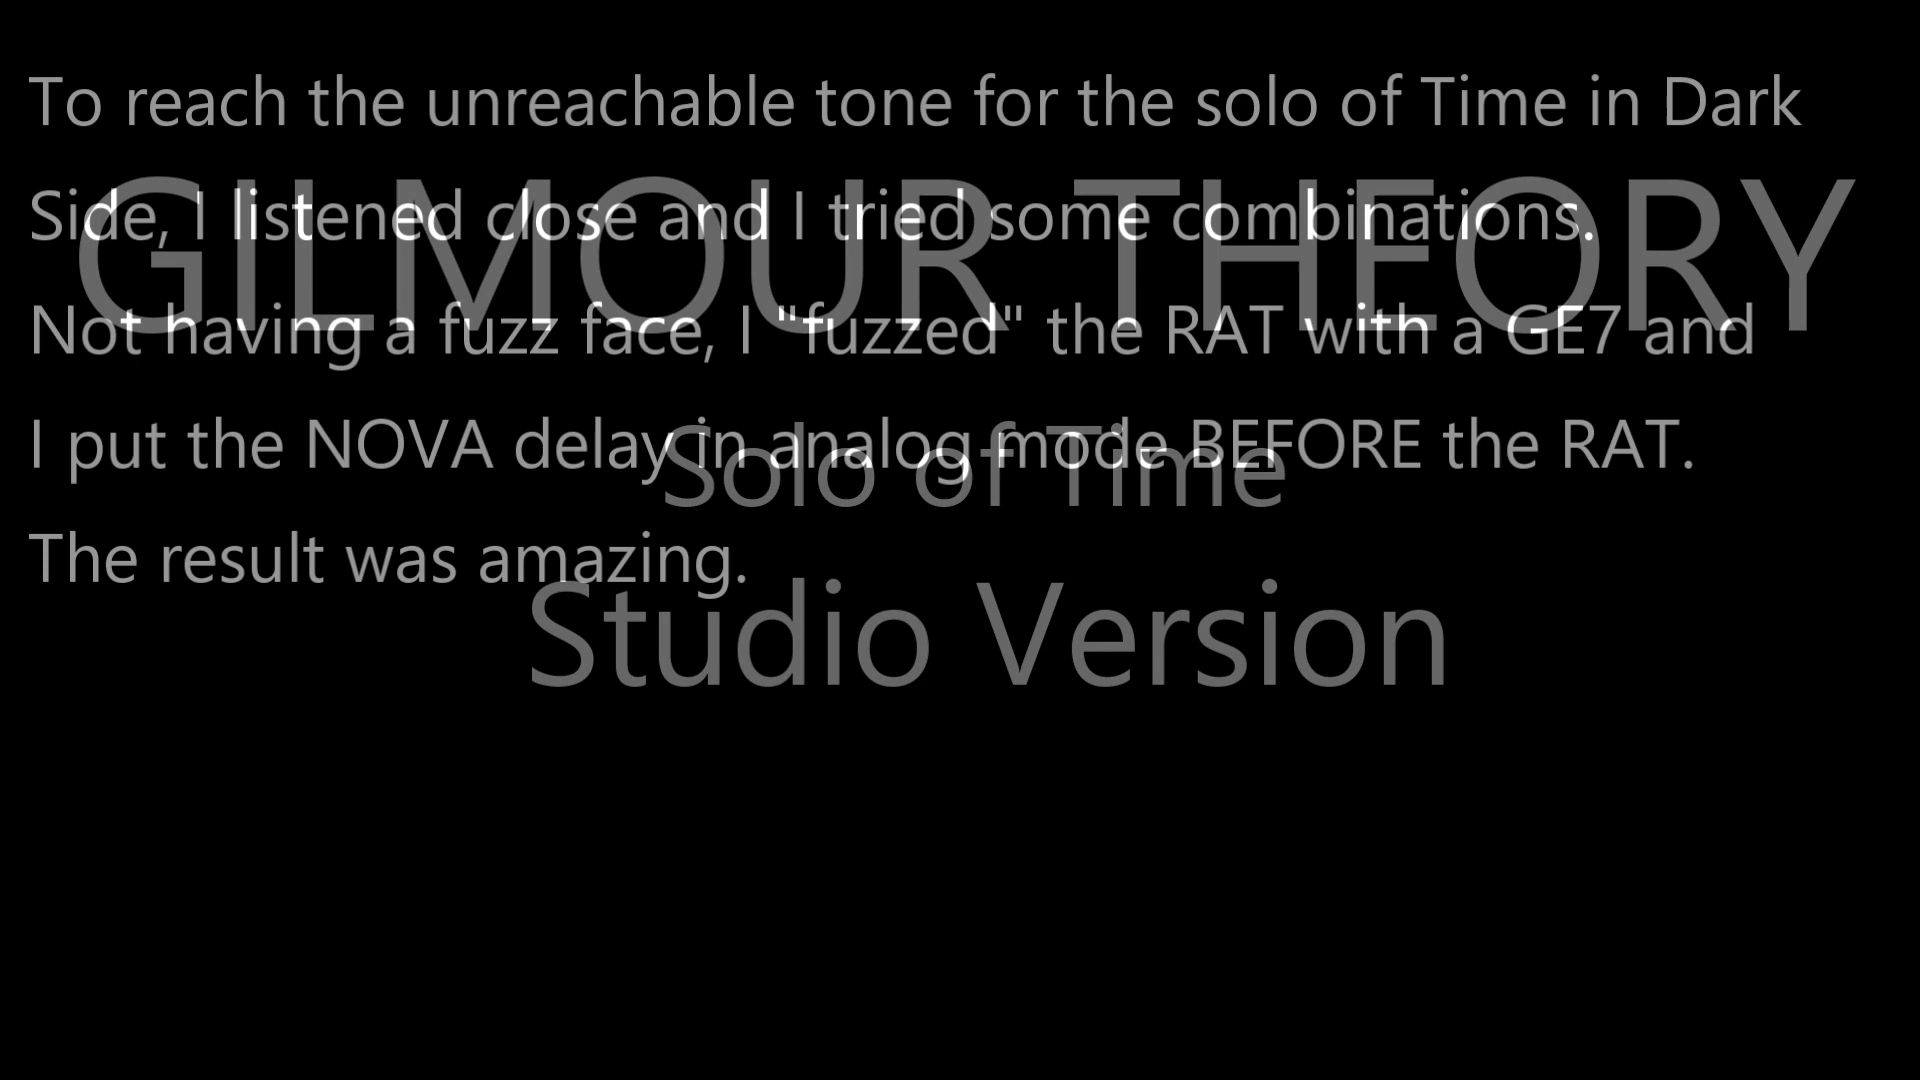 To reach the unreachable tone for the solo of Time in Dark
Side, I listened close and I tried some combinations.
Not having a fuzz face, I "fuzzed" the RAT with a GE7 and
I put the NOVA delay in analog mode BEFORE the RAT.
The result was amazing.
GILMOUR THEORY
Solo of Time
Studio Version